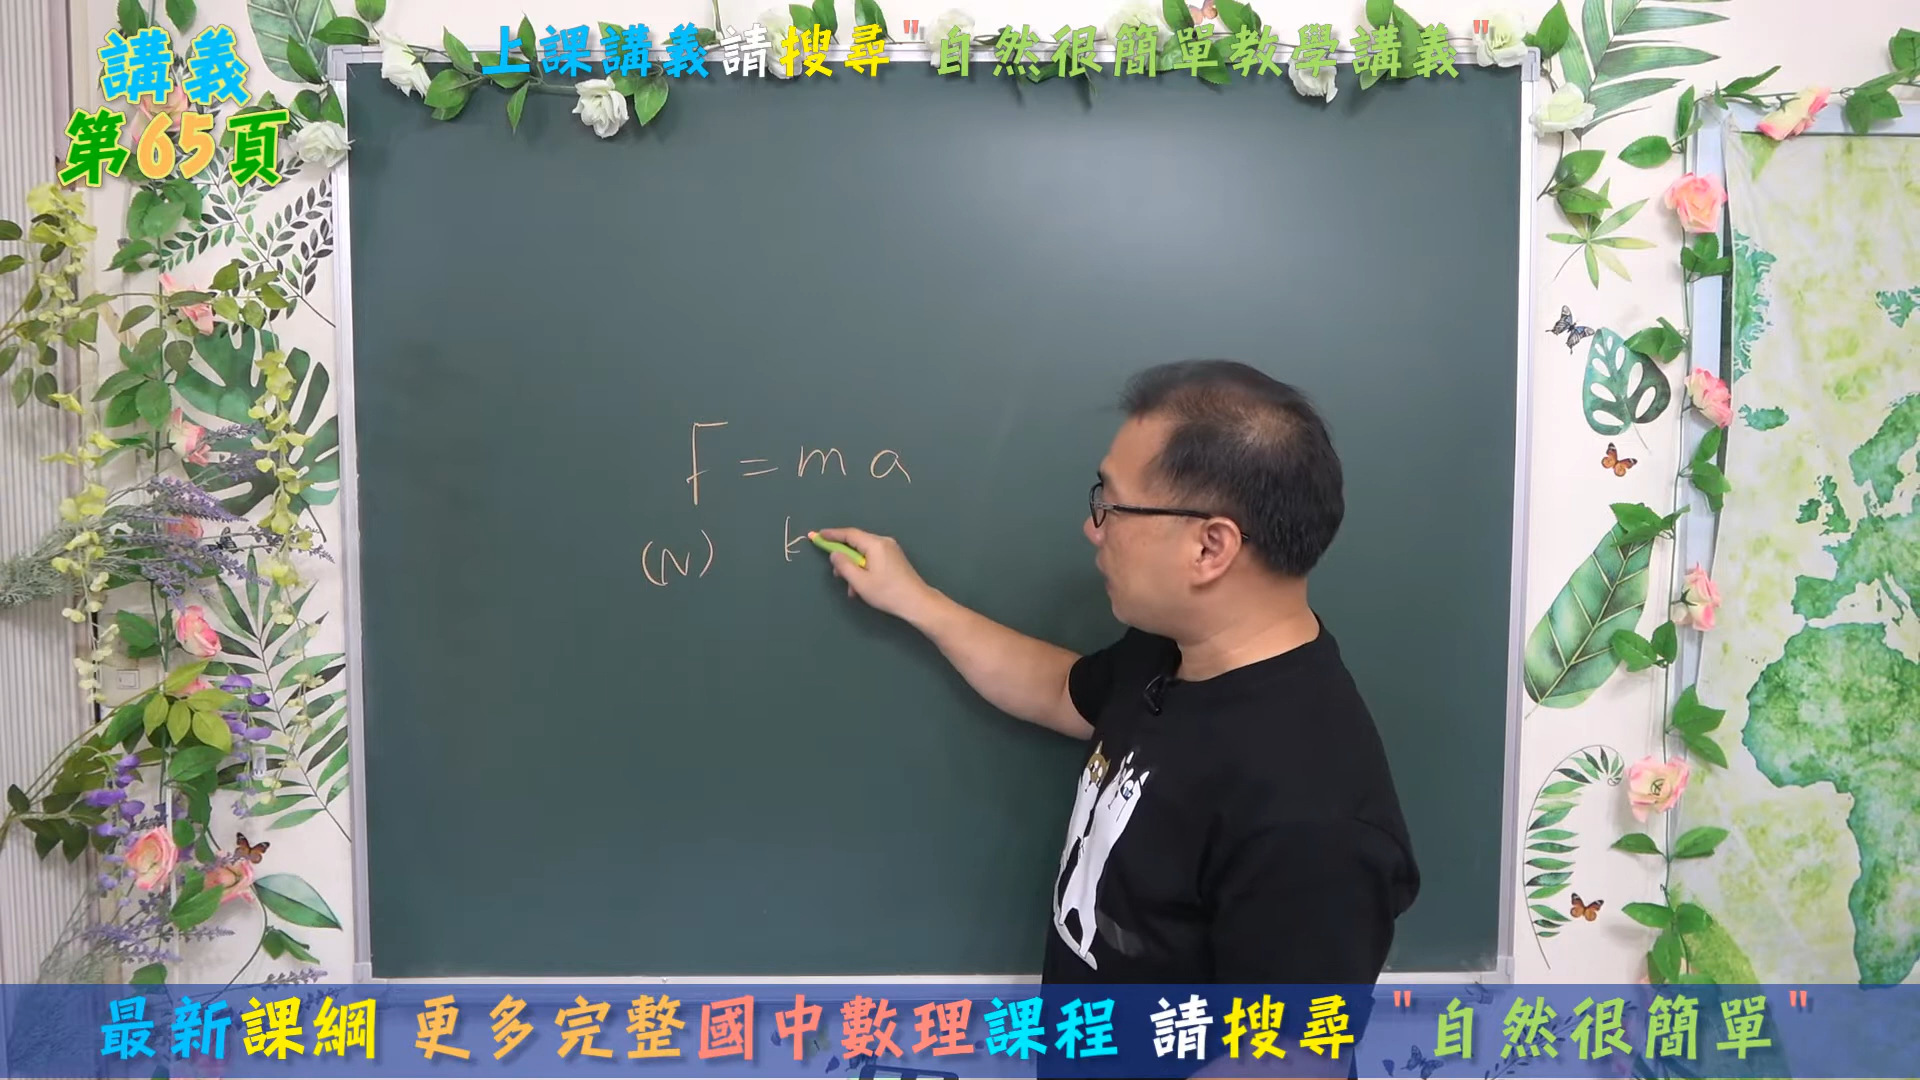 講義
第65頁
上課講義請搜尋"自然很簡單教學講義"
F = m a
(N) k
最新課綱 更多完整國中數理課程 請搜尋"自然很簡單"